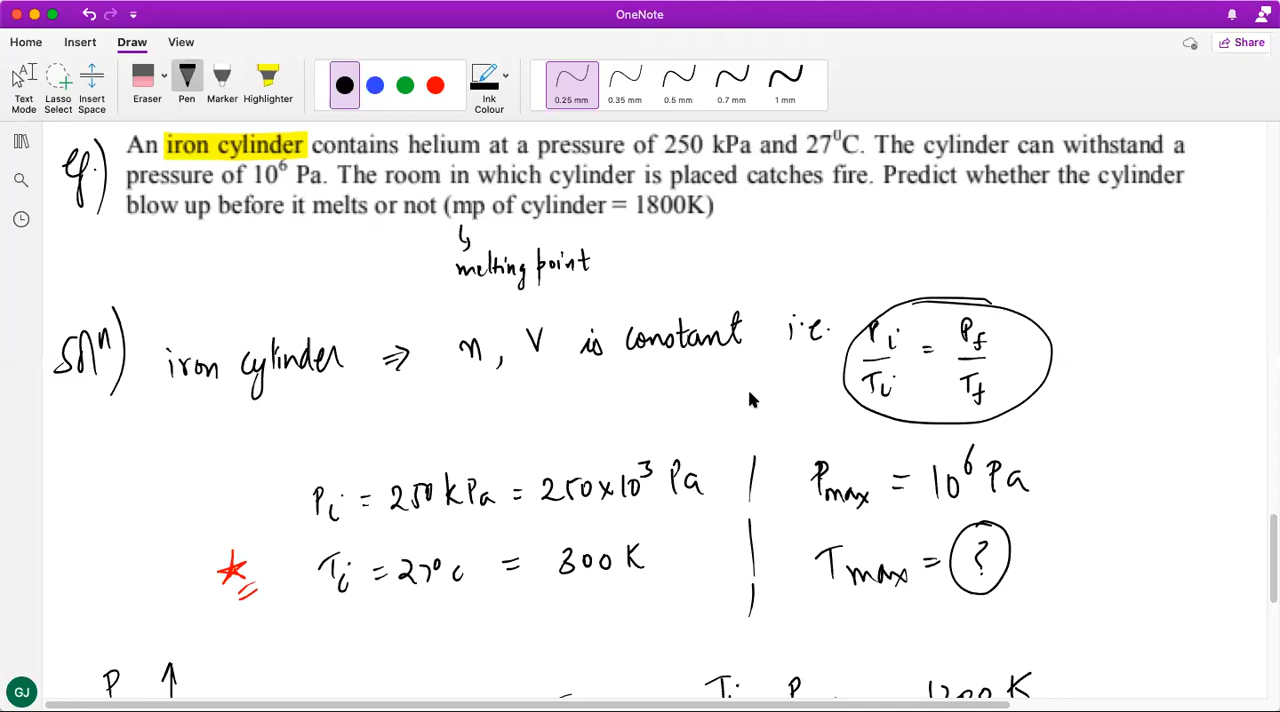 OneNote
Home Insert Draw View
Share
Text Mode
Lasso Select
Insert Space
Eraser
Pen
Marker
Highlighter
Ink Colour
0.25 mm
0.35 mm
0.5 mm
0.7 mm
1 mm
eg.) An iron cylinder contains helium at a pressure of 250 kPa and 27⁰C. The cylinder can withstand a
pressure of 10⁶ Pa. The room in which cylinder is placed catches fire. Predict whether the cylinder
blow up before it melts or not (mp of cylinder = 1800K)
↳ melting point
Solⁿ) iron cylinder ⇒ n, V is constant i.e. Pi/Ti = Pf/Tf
Pi = 250 kPa = 250×10³ Pa | Pmax = 10⁶ Pa
Ti = 27°C = 300 K | Tmax = ?
P ↑
= Ti P 1200 K
GJ